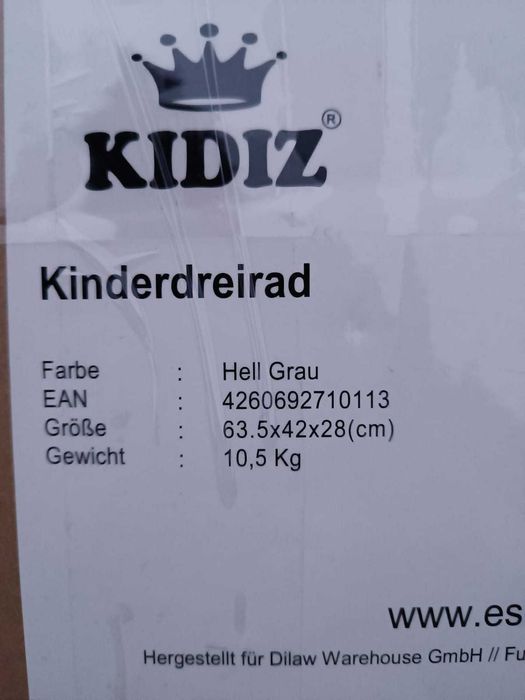 KIDIZ®
Kinderdreirad
Farbe : Hell Grau
EAN : 4260692710113
Größe : 63.5x42x28(cm)
Gewicht : 10,5 Kg
www.es
Hergestellt für Dilaw Warehouse GmbH // Fu